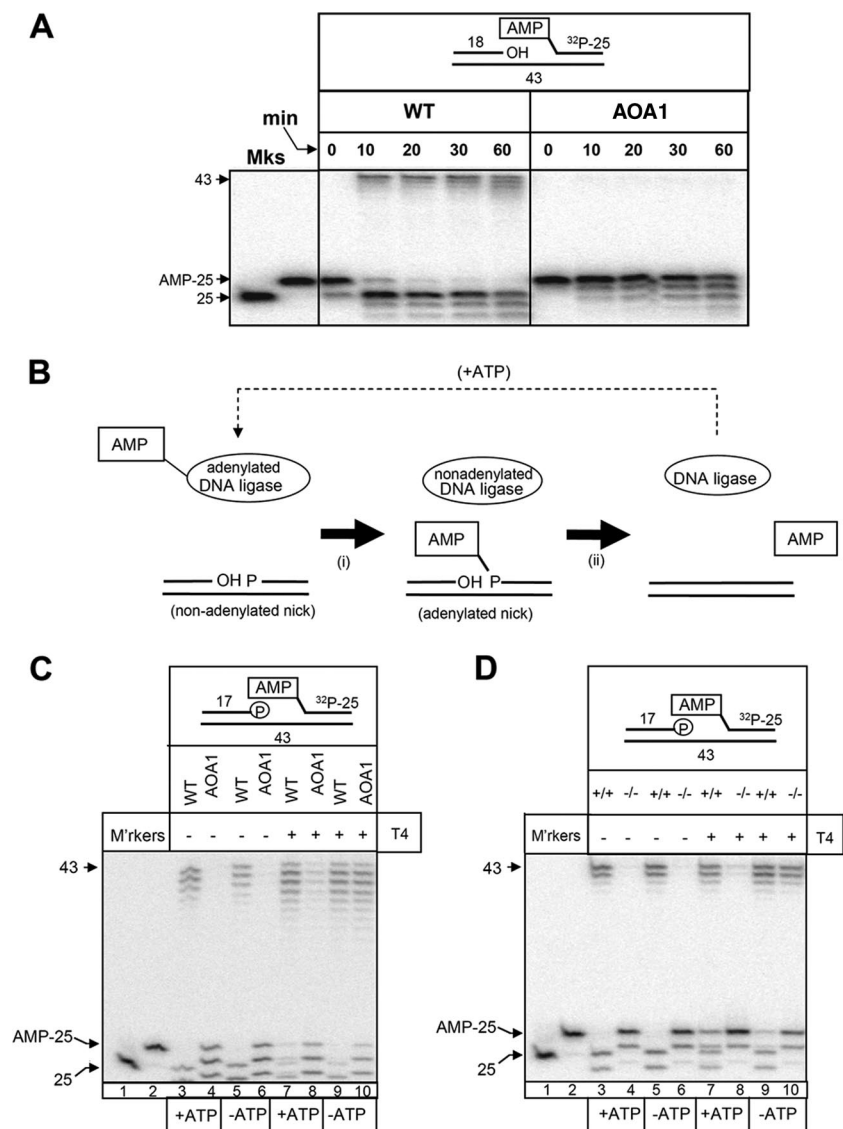 A
AMP
18 OH ³²P-25
43
WT AOA1
min
0 10 20 30 60 0 10 20 30 60
Mks
43
AMP-25
25
B
(+ATP)
AMP
adenylated
DNA ligase
nonadenylated
DNA ligase
DNA ligase
AMP
AMP
(i)
(ii)
OH P
OH P
(non-adenylated nick)
(adenylated nick)
C
AMP
17 P ³²P-25
43
WT AOA1 WT AOA1 WT AOA1 WT AOA1
M'rkers - - - - + + + + T4
43
AMP-25
25
1 2 3 4 5 6 7 8 9 10
+ATP -ATP +ATP -ATP
D
AMP
17 P ³²P-25
43
+/+ -/- +/+ -/- +/+ -/- +/+ -/-
M'rkers - - - - + + + + T4
43
AMP-25
25
1 2 3 4 5 6 7 8 9 10
+ATP -ATP +ATP -ATP